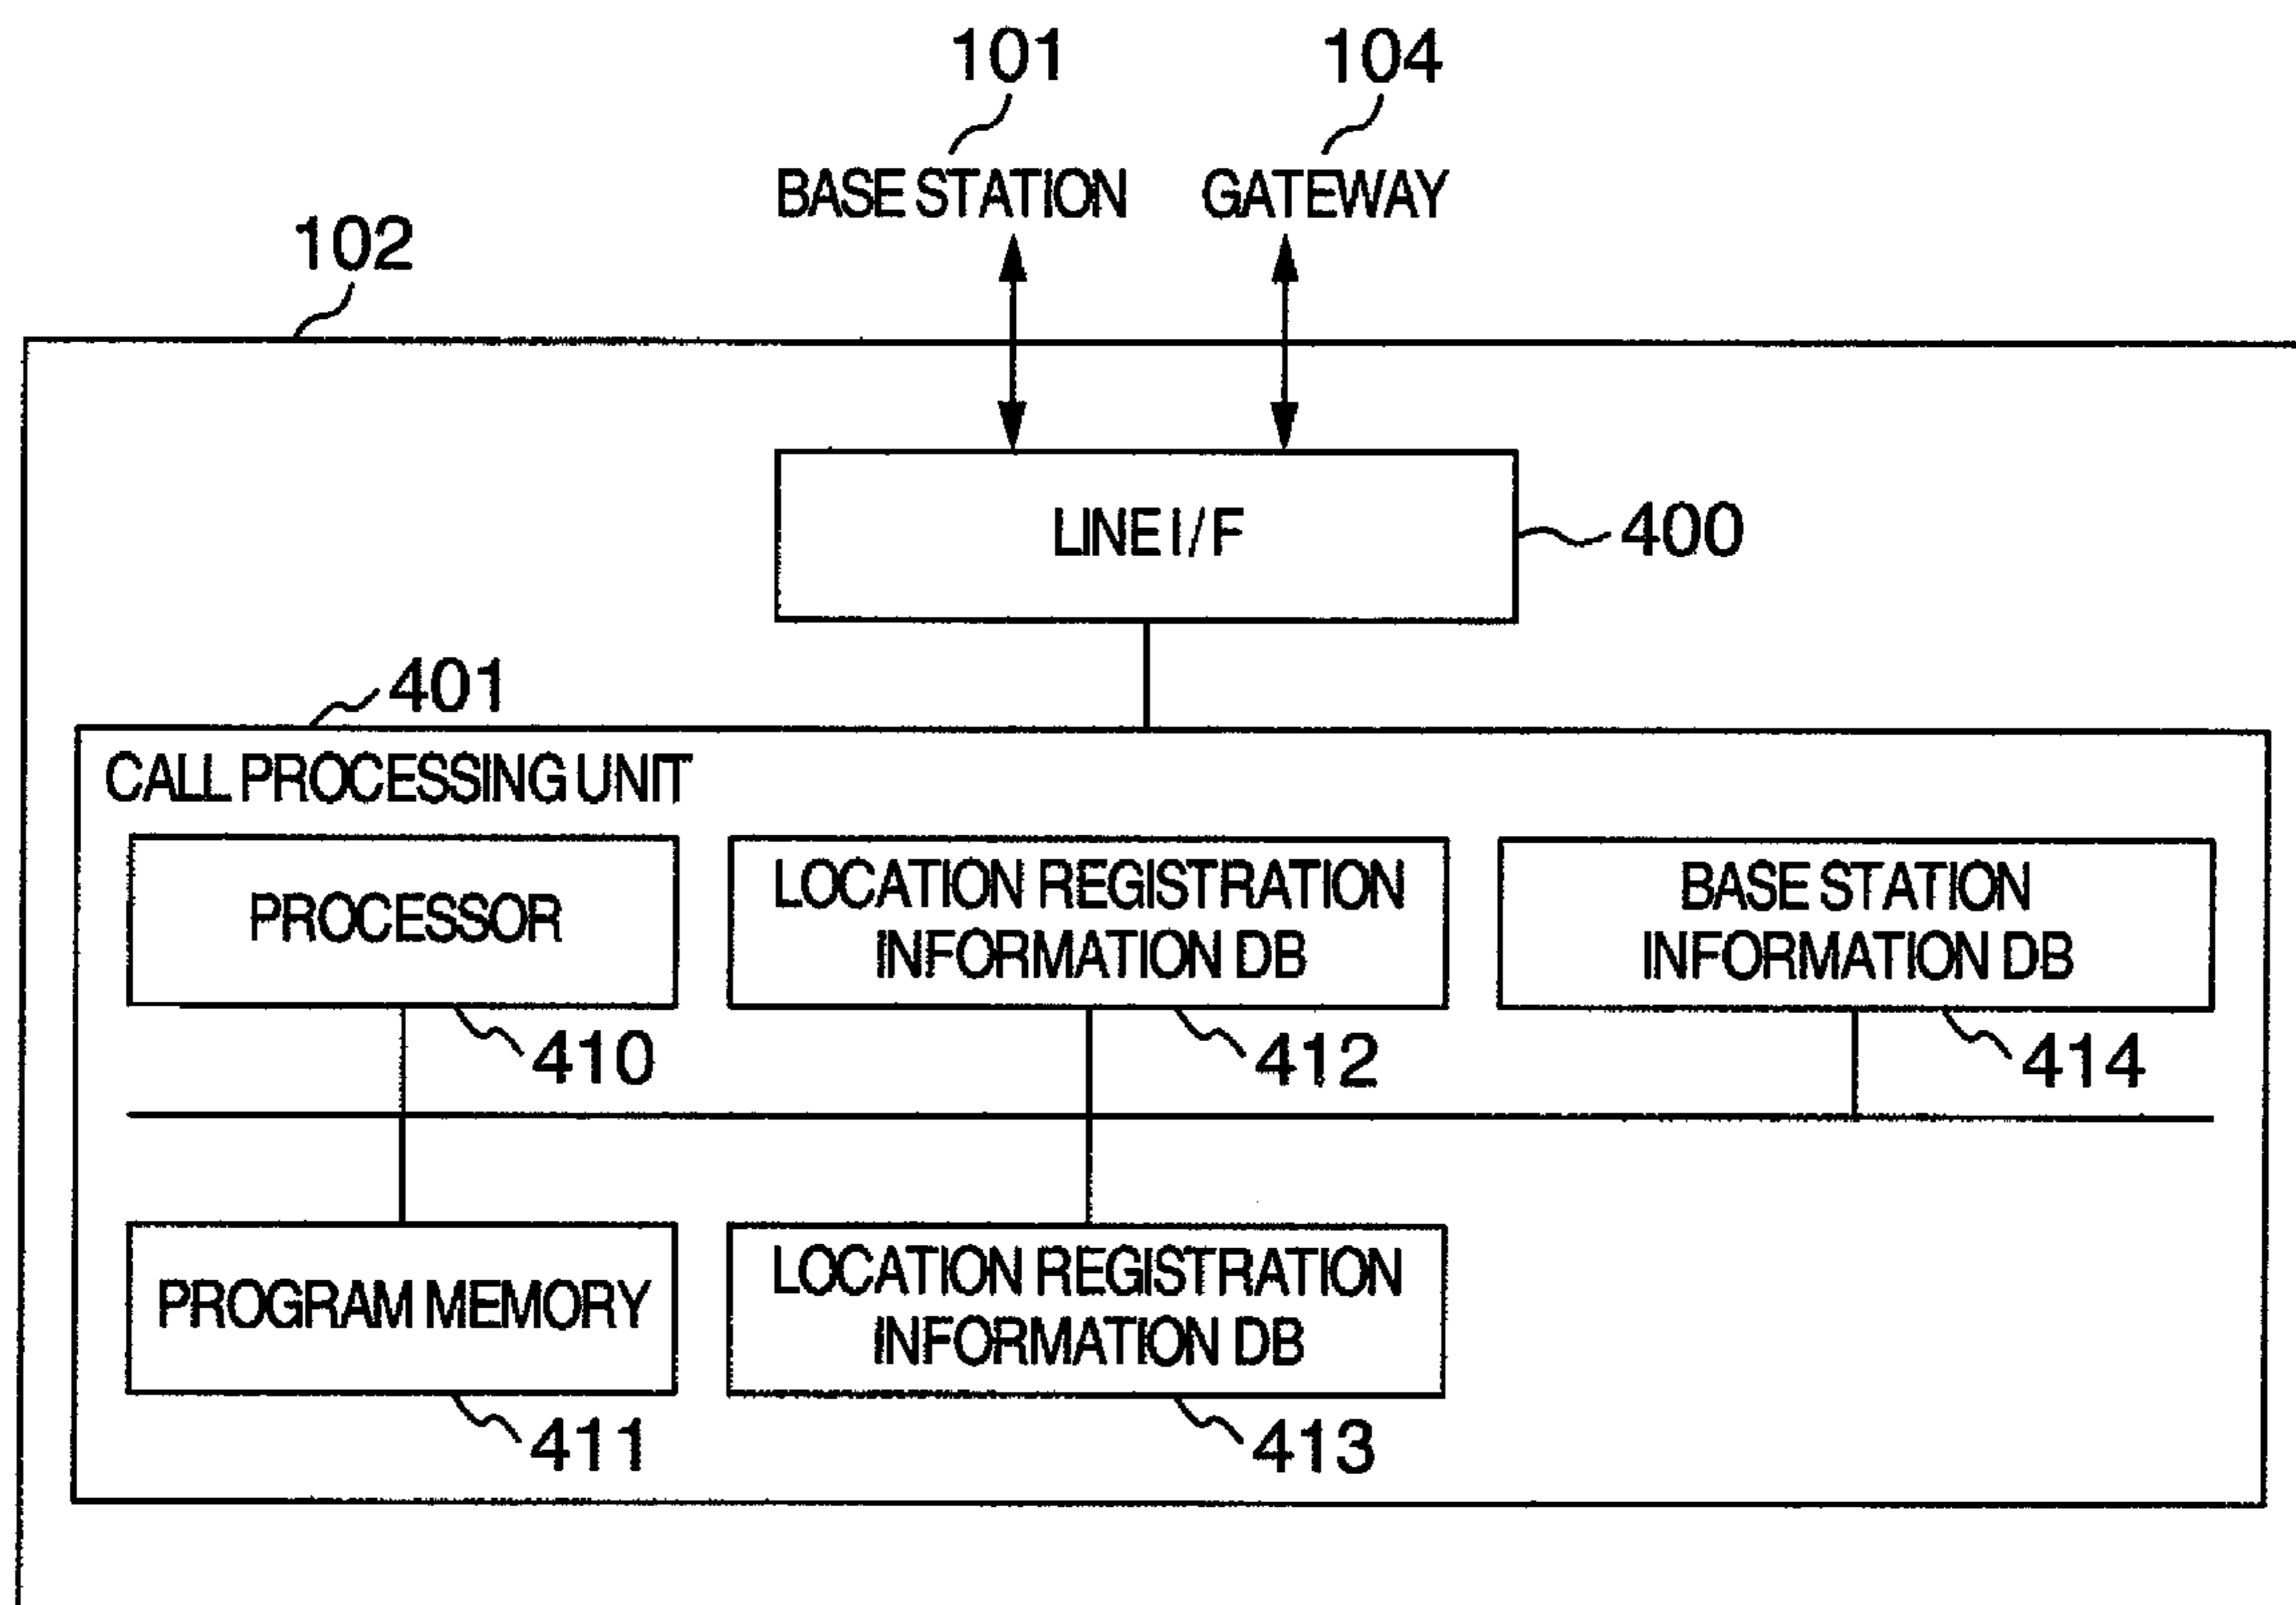 101
104
BASE STATION
GATEWAY
102
LINE I/F
400
401
CALL PROCESSING UNIT
PROCESSOR
LOCATION REGISTRATION
INFORMATION DB
BASE STATION
INFORMATION DB
410
412
414
PROGRAM MEMORY
LOCATION REGISTRATION
INFORMATION DB
411
413